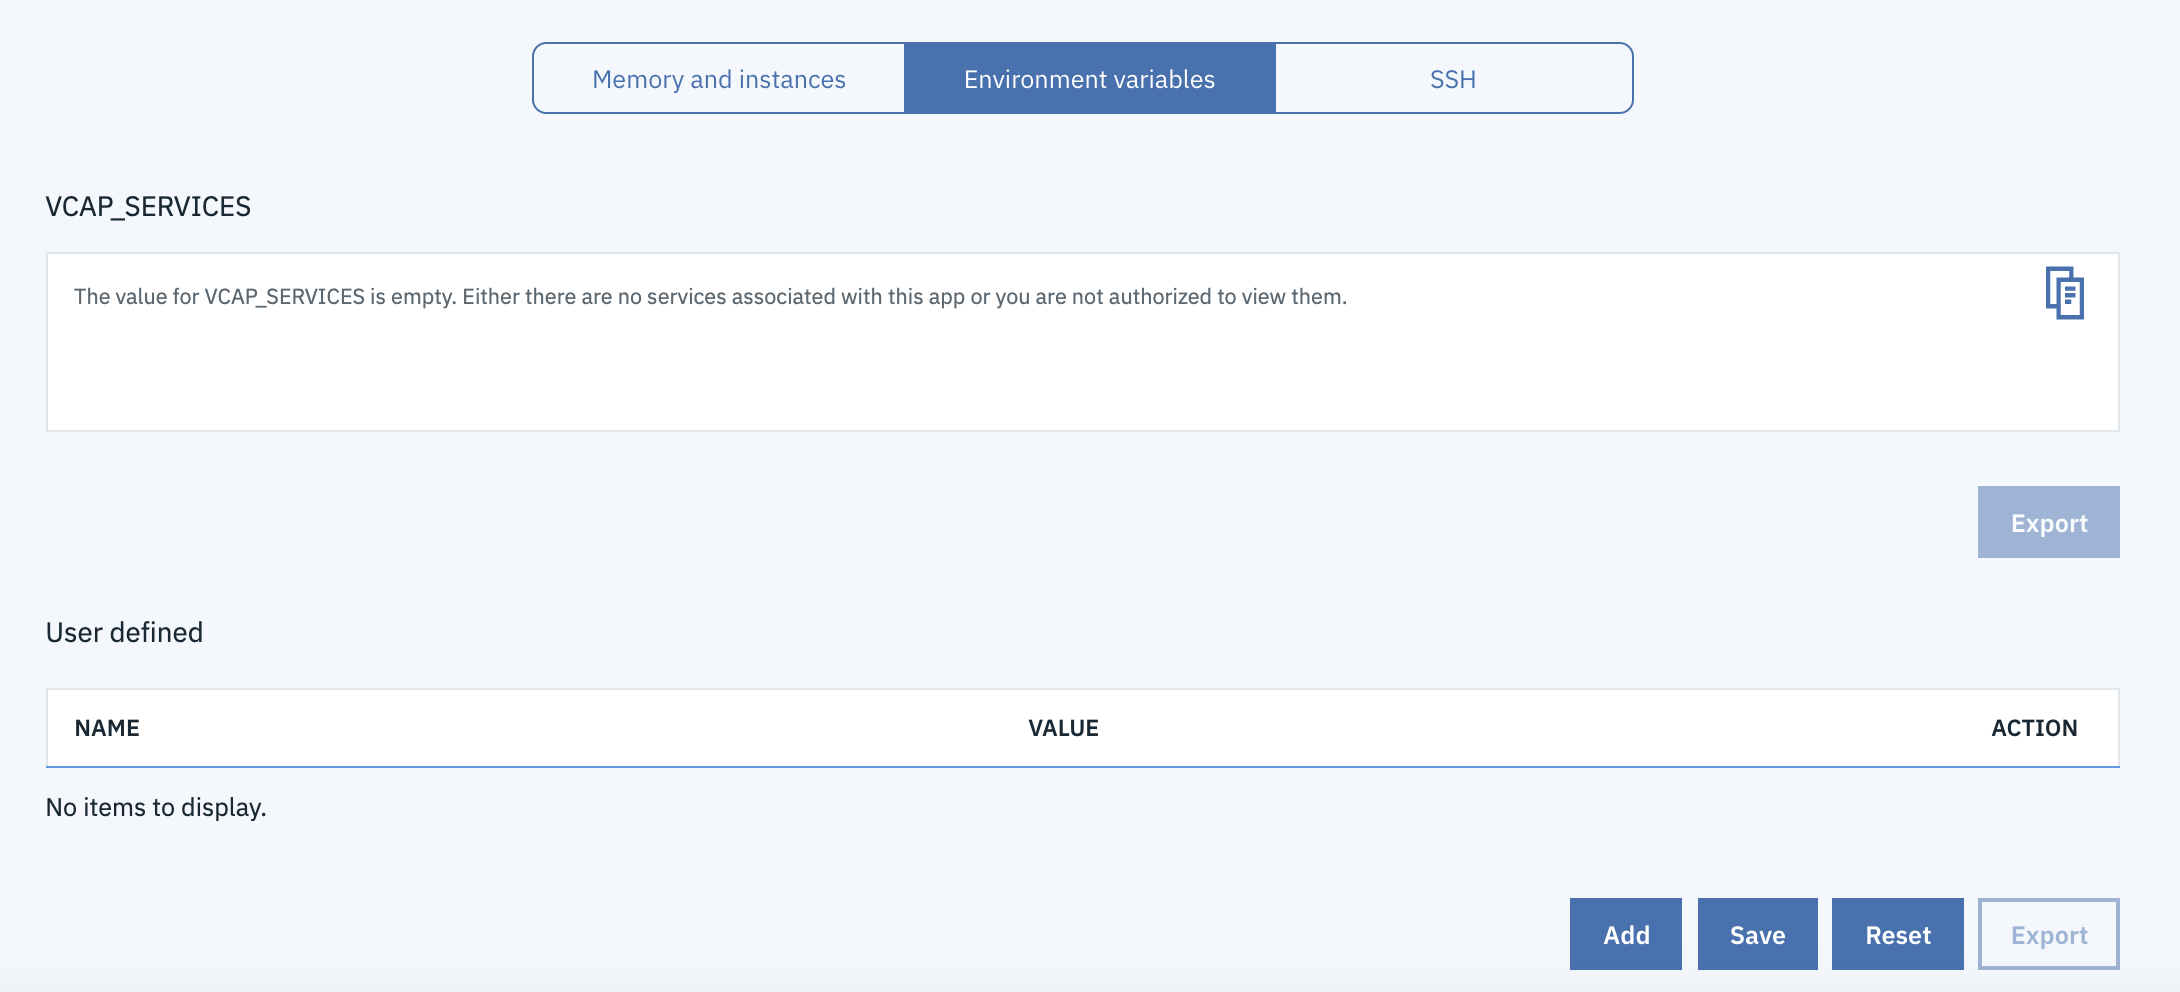 Memory and instances
Environment variables
SSH
VCAP_SERVICES
The value for VCAP_SERVICES is empty. Either there are no services associated with this app or you are not authorized to view them.
Export
User defined
NAME VALUE ACTION
No items to display.
Add Save Reset Export